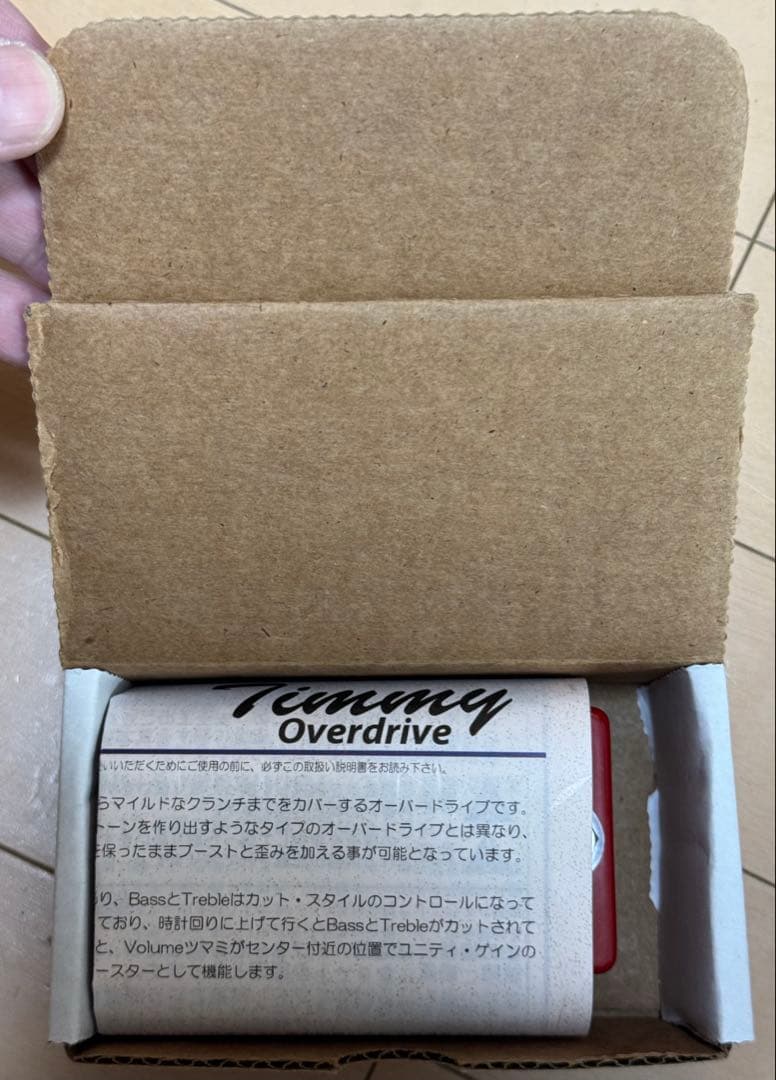 Timmy
Overdrive
いいただくためにご使用の前に、必ずこの取扱い説明書をお読み下さい。
らマイルドなクランチまでをカバーするオーバードライブです。
トーンを作り出すようなタイプのオーバードライブとは異なり、
を保ったままブーストと歪みを加える事が可能となっています。
り、BassとTrebleはカット・スタイルのコントロールになって
ており、時計回りに上げて行くとBassとTrebleがカットされて
と、Volumeツマミがセンター付近の位置でユニティ・ゲインの
ースターとして機能します。